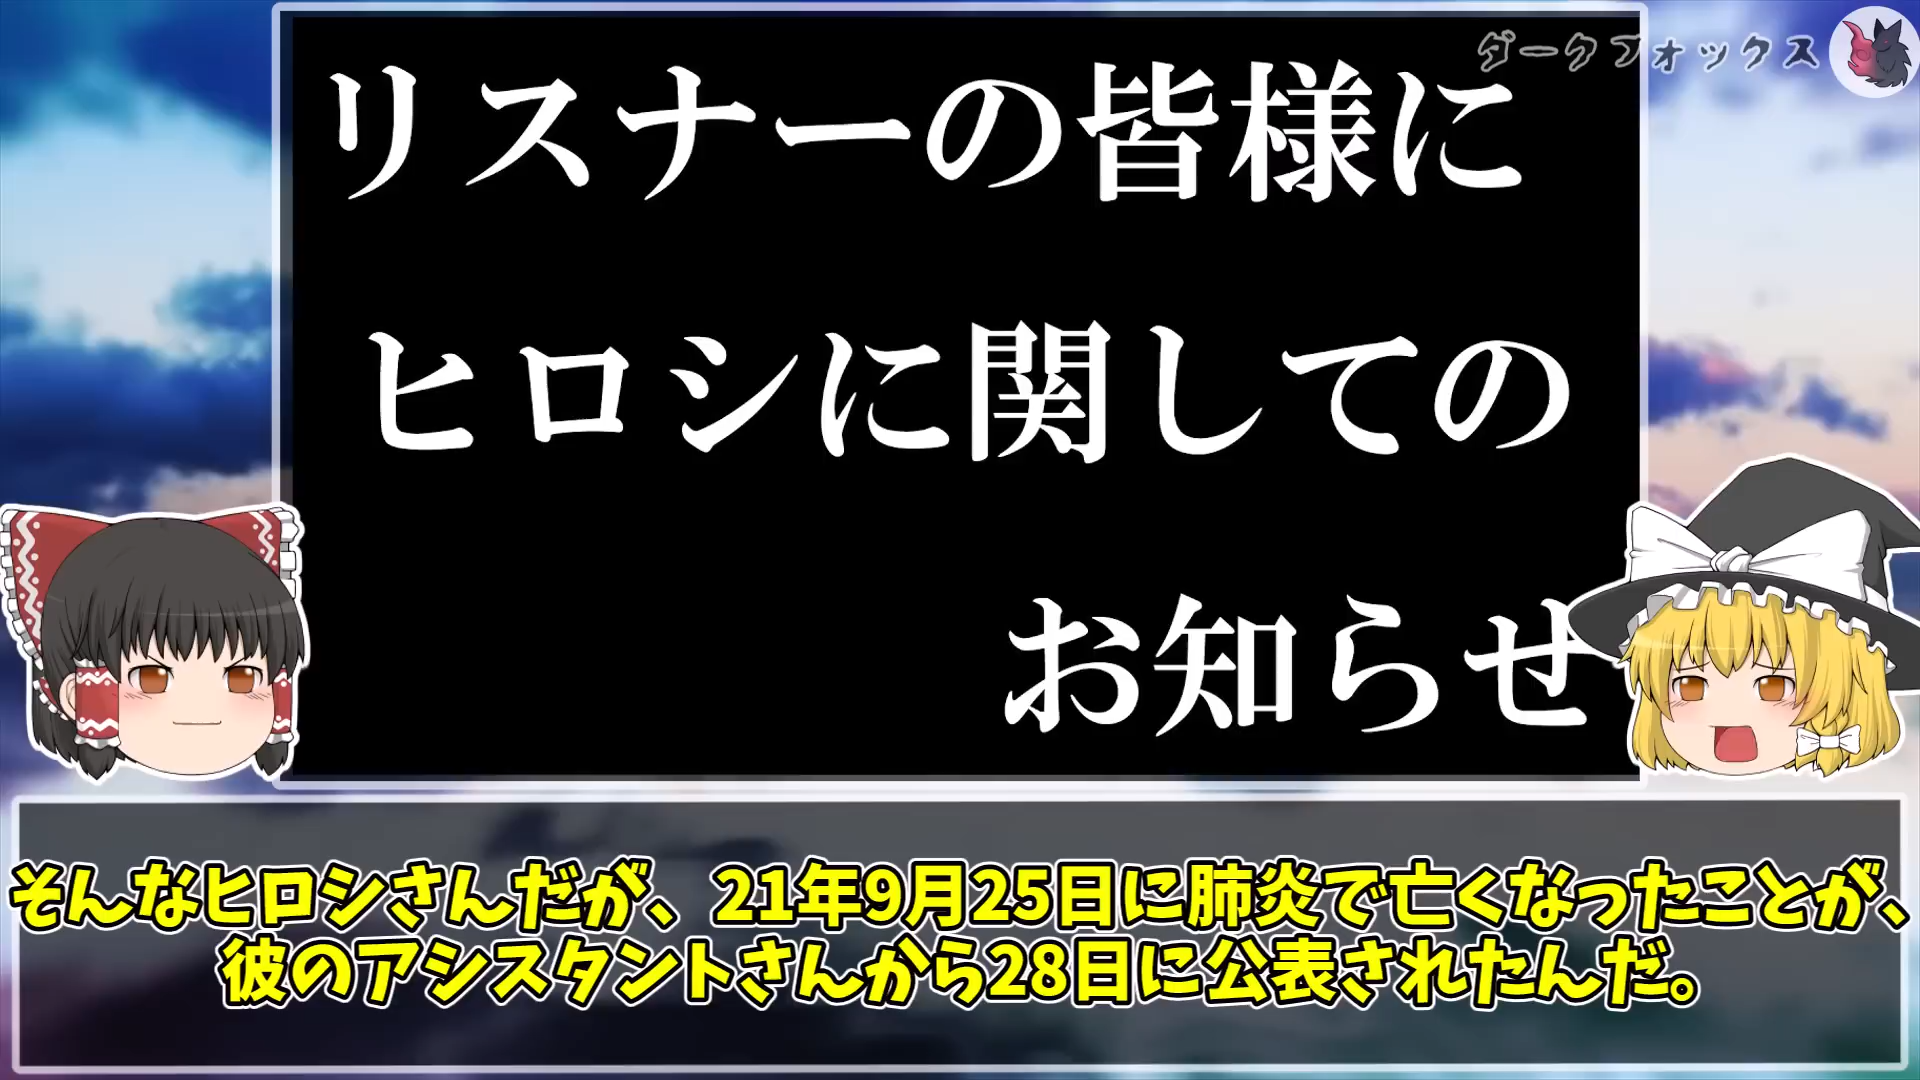 ダークフォックス
リスナーの皆様に
ヒロシに関しての
お知らせ
そんなヒロシさんだが、21年9月25日に肺炎で亡くなったことが、
彼のアシスタントさんから28日に公表されたんだ。